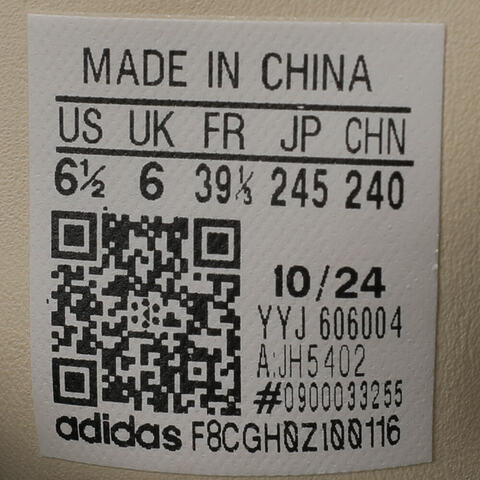 MADE IN CHINA
US UK FR JP CHN
6½ 6 39⅓ 245 240
10/24
YYJ 606004
A:JH5402
#0900033255
adidas F8CGH0Z100116